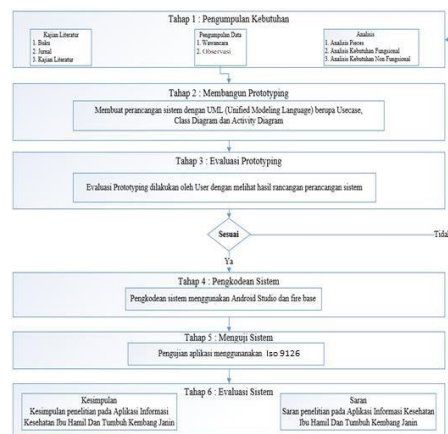 Tahap 1 : Pengumpulan Kebutuhan
Kajian Literatur
1. Buku
2. Jurnal
3. Kajian Literatur
Pengumpulan Data
1. Wawancara
2. Observasi
Analisis
1. Analisis Pieces
2. Analisis Kebutuhan Fungsional
3. Analisis Kebutuhan Non Fungsional
Tahap 2 : Membangun Prototyping
Membuat perancangan sistem dengan UML (Unified Modeling Language) berupa Usecase,
Class Diagram dan Activity Diagram
Tahap 3 : Evaluasi Prototyping
Evaluasi Prototyping dilakukan oleh User dengan melihat hasil rancangan perancangan sistem
Sesuai
Tidak
Ya
Tahap 4 : Pengkodean Sistem
Pengkodean sistem menggunakan Android Studio dan fire base
Tahap 5 : Menguji Sistem
Pengujian aplikasi menggunanakan Iso 9126
Tahap 6 : Evaluasi Sistem
Kesimpulan
Kesimpulan penelitian pada Aplikasi Informasi
Kesehatan Ibu Hamil Dan Tumbuh Kembang Janin
Saran
Saran penelitian pada Aplikasi Informasi Kesehatan
Ibu Hamil Dan Tumbuh Kembang Janin